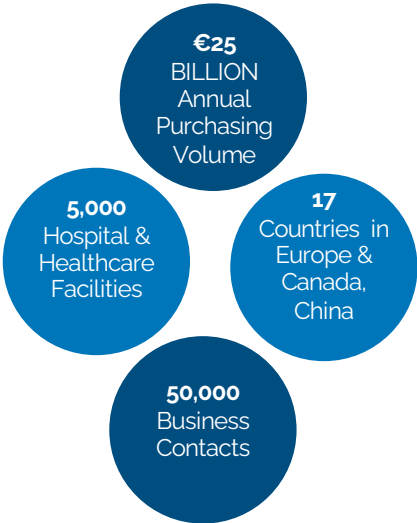 €25
BILLION
Annual
Purchasing
Volume
5,000
Hospital &
Healthcare
Facilities
17
Countries in
Europe &
Canada,
China
50,000
Business
Contacts